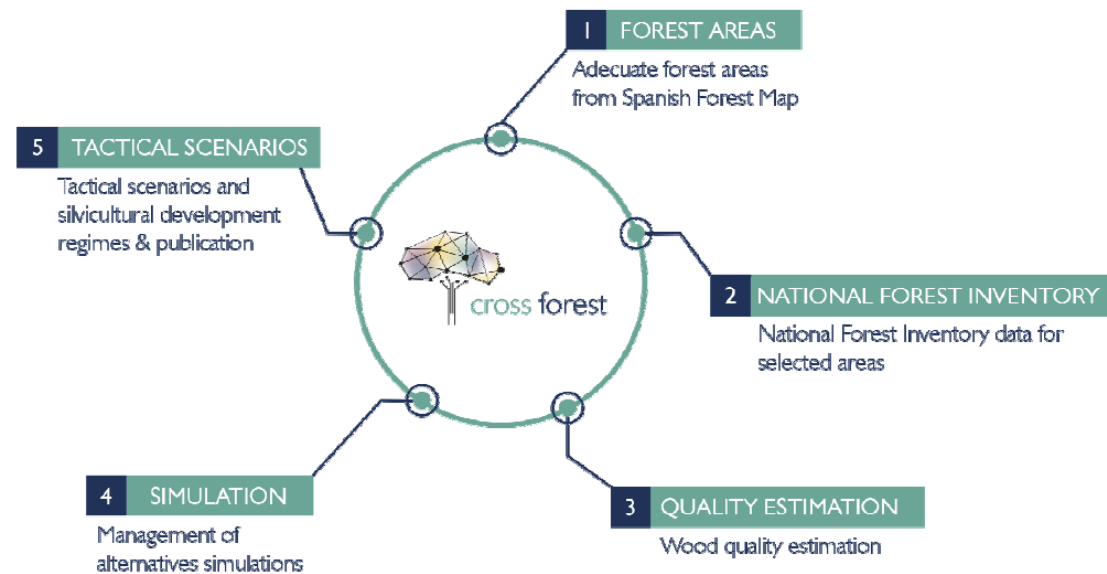 1 FOREST AREAS
Adecuate forest areas
from Spanish Forest Map
2 NATIONAL FOREST INVENTORY
National Forest Inventory data for
selected areas
3 QUALITY ESTIMATION
Wood quality estimation
4 SIMULATION
Management of
alternatives simulations
5 TACTICAL SCENARIOS
Tactical scenarios and
silvicultural development
regimes & publication
cross forest